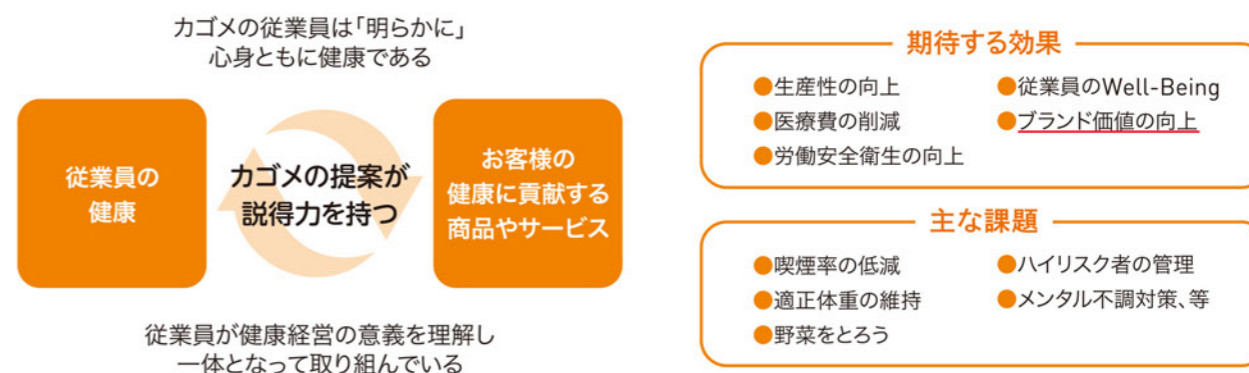 カゴメの従業員は「明らかに」
心身ともに健康である
従業員の
健康
カゴメの提案が
説得力を持つ
お客様の
健康に貢献する
商品やサービス
従業員が健康経営の意義を理解し
一体となって取り組んでいる
期待する効果
●生産性の向上
●医療費の削減
●労働安全衛生の向上
●従業員のWell-Being
●ブランド価値の向上
主な課題
●喫煙率の低減
●適正体重の維持
●野菜をとろう
●ハイリスク者の管理
●メンタル不調対策、等